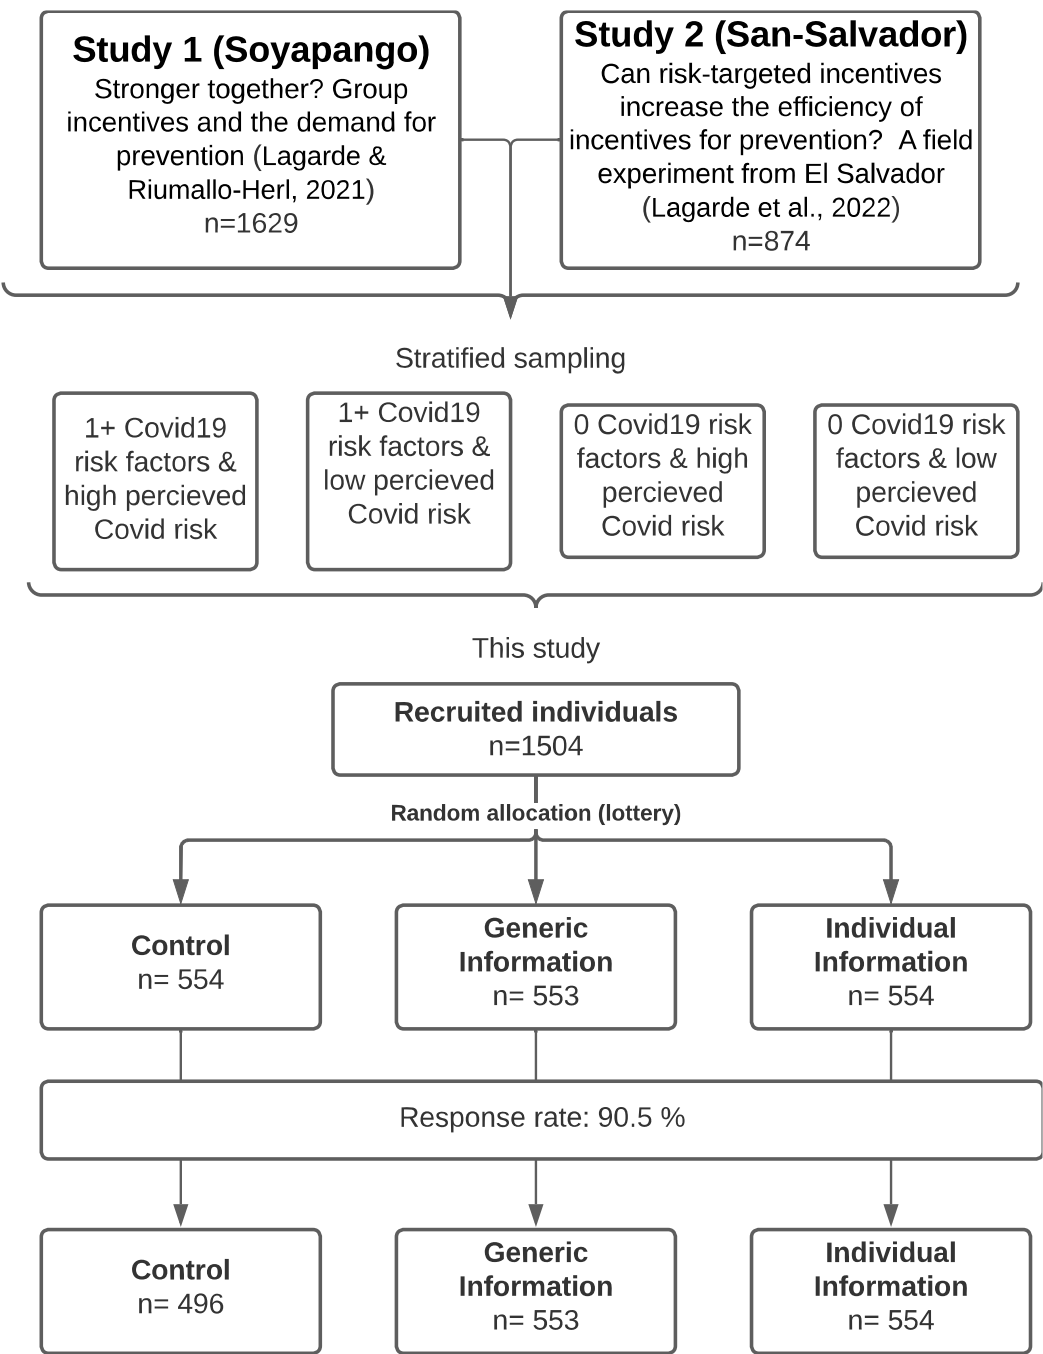 Study 1 (Soyapango)
Stronger together? Group
incentives and the demand for
prevention (Lagarde &
Riumallo-Herl, 2021)
n=1629
Study 2 (San-Salvador)
Can risk-targeted incentives
increase the efficiency of
incentives for prevention?  A field
experiment from El Salvador
(Lagarde et al., 2022)
n=874
Stratified sampling
1+ Covid19
risk factors &
high percieved
Covid risk
1+ Covid19
risk factors &
low percieved
Covid risk
0 Covid19 risk
factors & high
percieved
Covid risk
0 Covid19 risk
factors & low
percieved
Covid risk
This study
Recruited individuals
n=1504
Random allocation (lottery)
Control
n= 554
Generic
Information
n= 553
Individual
Information
n= 554
Response rate: 90.5 %
Control
n= 496
Generic
Information
n= 553
Individual
Information
n= 554